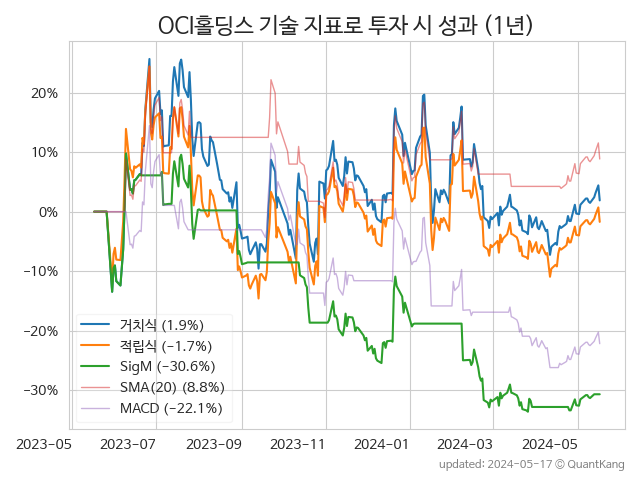 OCI홀딩스 기술 지표로 투자 시 성과 (1년)
20%
10%
0%
−10%
−20%
−30%
거치식 (1.9%)
적립식 (−1.7%)
SigM (−30.6%)
SMA(20) (8.8%)
MACD (−22.1%)
2023−05 2023−07 2023−09 2023−11 2024−01 2024−03 2024−05
updated: 2024−05−17 ⓒ QuantKang